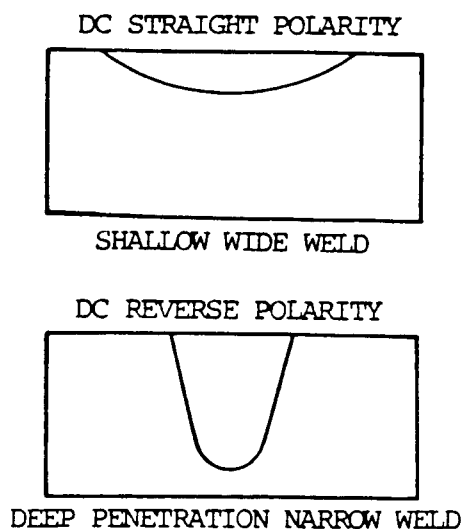 DC STRAIGHT POLARITY
SHALLOW WIDE WELD
DC REVERSE POLARITY
DEEP PENETRATION NARROW WELD